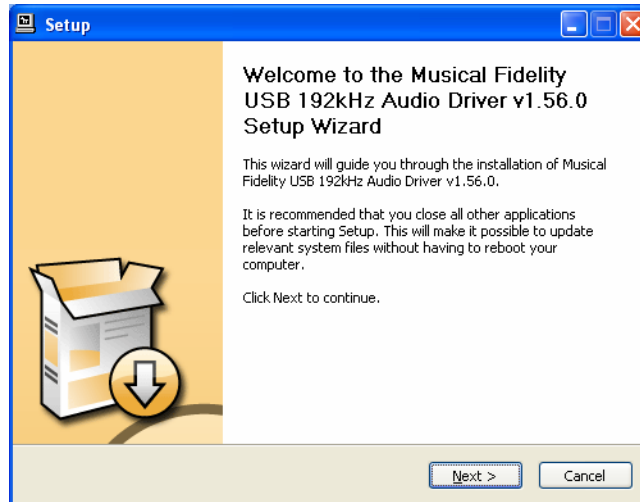 Setup
Welcome to the Musical Fidelity
USB 192kHz Audio Driver v1.56.0
Setup Wizard
This wizard will guide you through the installation of Musical
Fidelity USB 192kHz Audio Driver v1.56.0.
It is recommended that you close all other applications
before starting Setup. This will make it possible to update
relevant system files without having to reboot your
computer.
Click Next to continue.
Next >
Cancel